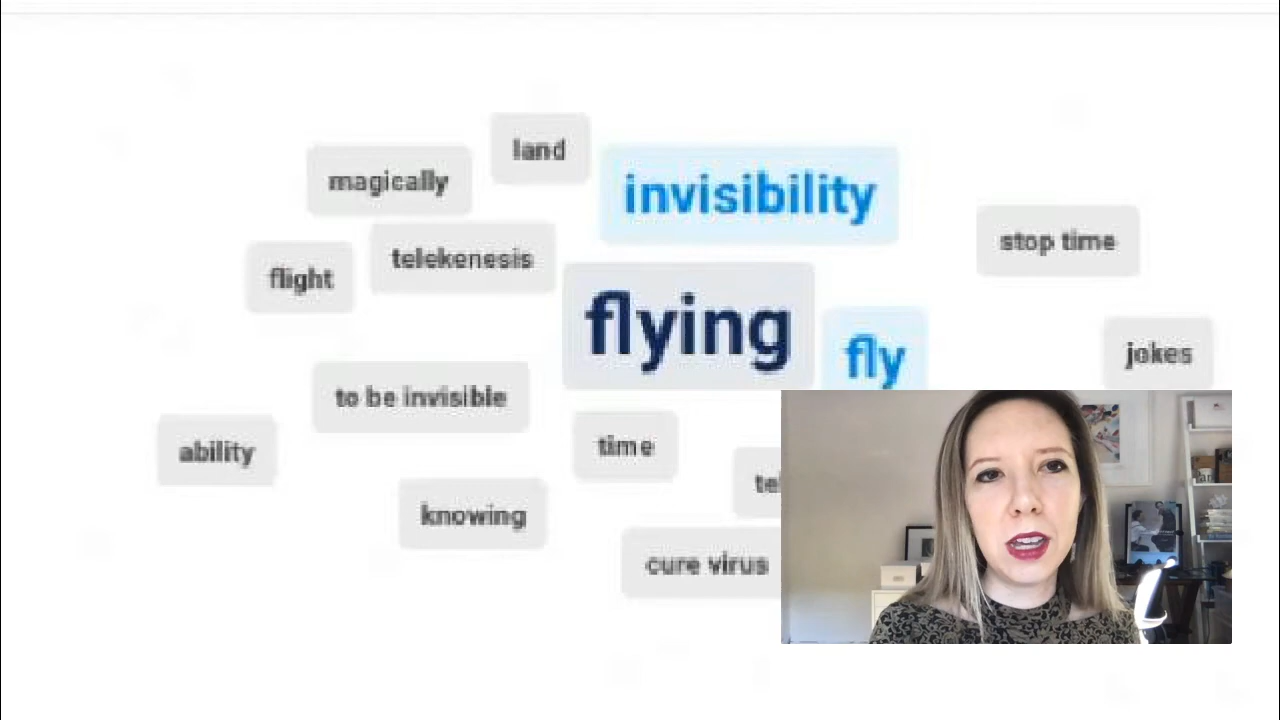 land
magically
invisibility
stop time
telekenesis
flight
flying
fly
jokes
to be invisible
time
ability
knowing
cure virus